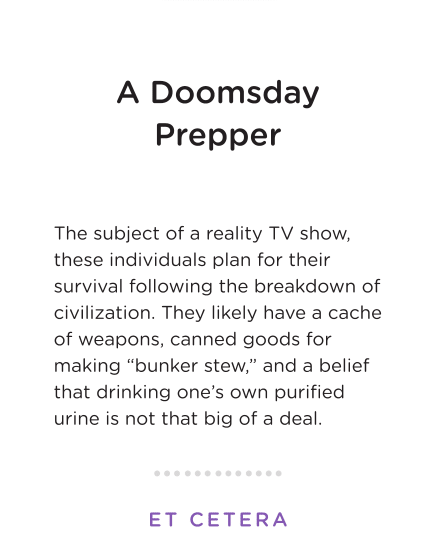 A Doomsday
Prepper
The subject of a reality TV show,
these individuals plan for their
survival following the breakdown of
civilization. They likely have a cache
of weapons, canned goods for
making “bunker stew,” and a belief
that drinking one’s own purified
urine is not that big of a deal.
ET CETERA